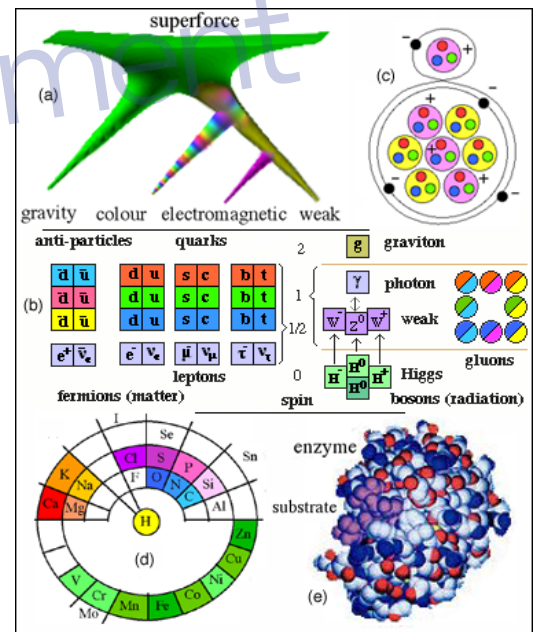 superforce
ment
(a)
gravity colour electromagnetic weak
(c)
+
-
-
+
+
-
-
-
anti-particles quarks
2 g graviton
(b)
d̄ ū d u s c b t
d̄ ū d u s c b t
d̄ ū d u s c b t
e⁺ ν̄e e⁻ νe μ̄ νμ τ̄ ντ
leptons
fermions (matter)
1 γ photon
1/2 W⁻ Z⁰ W⁺ weak
gluons
0 H⁻ H⁰ H⁺ Higgs
H⁰
spin bosons (radiation)
I
Se
Sn
K Cl S P
Na F O N Si
Ca Mg C Al
H
Zn
(d)
Cu
V Ni
Cr Co
Mo Mn Fe
enzyme
substrate
(e)